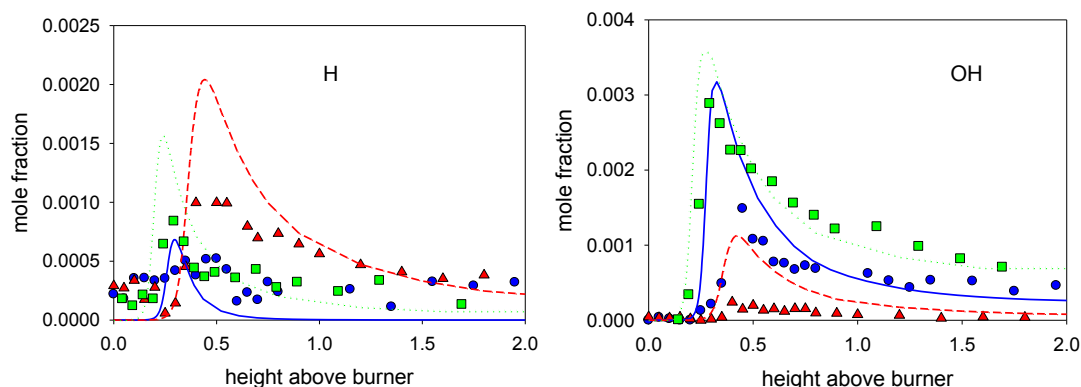 H
mole fraction
0.0025
0.0020
0.0015
0.0010
0.0005
0.0000
0.0 0.5 1.0 1.5 2.0
height above burner
OH
mole fraction
0.004
0.003
0.002
0.001
0.000
0.0 0.5 1.0 1.5 2.0
height above burner